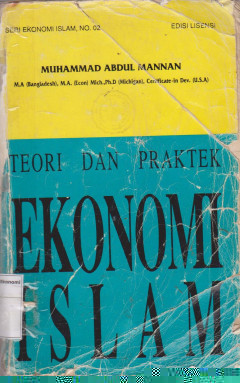 SERI EKONOMI ISLAM, NO. 02
EDISI LISENSI
MUHAMMAD ABDUL MANNAN
M.A (Bangladesh), M.A. (Econ) Mich.,Ph.D (Michigan), Certificate-in Dev. (U.S.A)
TEORI DAN PRAKTEK
EKONOMI
ISLAM